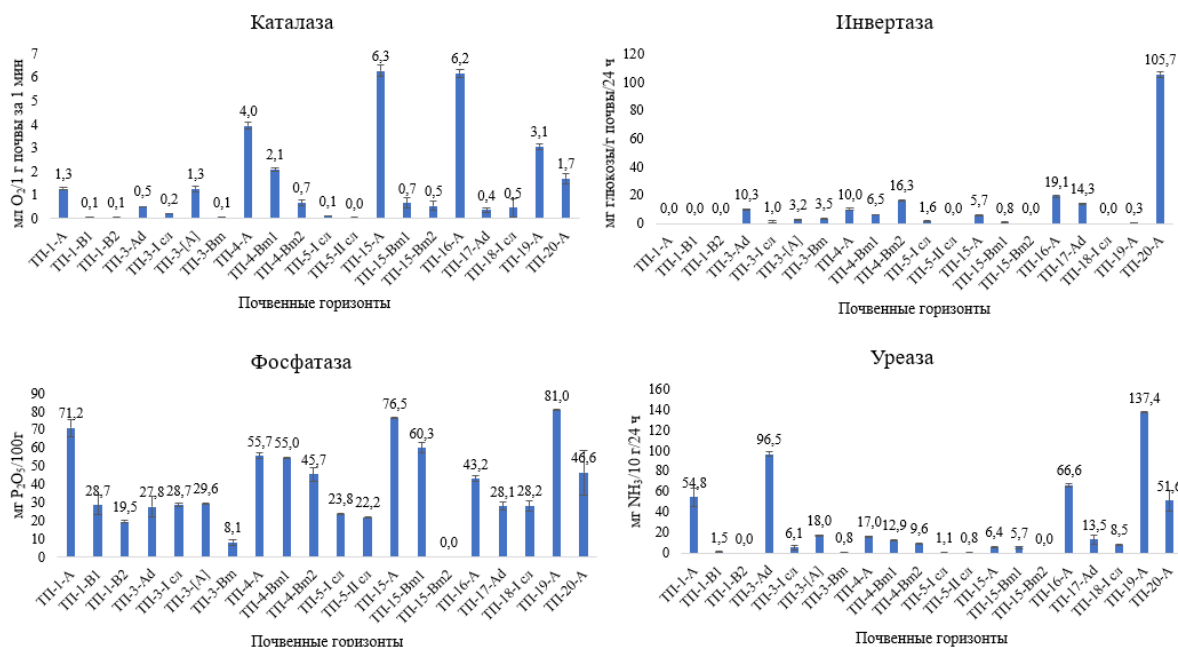 Каталаза
мл O₂/1 г почвы за 1 мин
7
6
5
4
3
2
1
0
1,3
0,1
0,1
0,5
0,2
1,3
0,1
4,0
2,1
0,7
0,1
0,0
6,3
0,7
0,5
6,2
0,4
0,5
3,1
1,7
ТП-1-А
ТП-1-В1
ТП-1-В2
ТП-3-Ad
ТП-3-I сл
ТП-3-[А]
ТП-3-Bm
ТП-4-А
ТП-4-Bm1
ТП-4-Bm2
ТП-5-I сл
ТП-5-II сл
ТП-15-А
ТП-15-Bm1
ТП-15-Bm2
ТП-16-А
ТП-17-Ad
ТП-18-I сл
ТП-19-А
ТП-20-А
Почвенные горизонты
Инвертаза
мг глюкозы/г почвы/24 ч
120
100
80
60
40
20
0
0,0
0,0
0,0
10,3
1,0
3,2
3,5
10,0
6,5
16,3
1,6
0,0
5,7
0,8
0,0
19,1
14,3
0,0
0,3
105,7
ТП-1-А
ТП-1-В1
ТП-1-В2
ТП-3-Ad
ТП-3-I сл
ТП-3-[А]
ТП-3-Bm
ТП-4-А
ТП-4-Bm1
ТП-4-Bm2
ТП-5-I сл
ТП-5-II сл
ТП-15-А
ТП-15-Bm1
ТП-15-Bm2
ТП-16-А
ТП-17-Ad
ТП-18-I сл
ТП-19-А
ТП-20-А
Почвенные горизонты
Фосфатаза
мг P₂O₅/100г
90
80
70
60
50
40
30
20
10
0
71,2
28,7
19,5
27,8
28,7
29,6
8,1
55,7
55,0
45,7
23,8
22,2
76,5
60,3
0,0
43,2
28,1
28,2
81,0
46,6
ТП-1-А
ТП-1-В1
ТП-1-В2
ТП-3-Ad
ТП-3-I сл
ТП-3-[А]
ТП-3-Bm
ТП-4-А
ТП-4-Bm1
ТП-4-Bm2
ТП-5-I сл
ТП-5-II сл
ТП-15-А
ТП-15-Bm1
ТП-15-Bm2
ТП-16-А
ТП-17-Ad
ТП-18-I сл
ТП-19-А
ТП-20-А
Почвенные горизонты
Уреаза
мг NH₃/10 г/24 ч
160
140
120
100
80
60
40
20
0
54,8
1,5
0,0
96,5
6,1
18,0
0,8
17,0
12,9
9,6
1,1
0,8
6,4
5,7
0,0
66,6
13,5
8,5
137,4
51,6
ТП-1-А
ТП-1-В1
ТП-1-В2
ТП-3-Ad
ТП-3-I сл
ТП-3-[А]
ТП-3-Bm
ТП-4-А
ТП-4-Bm1
ТП-4-Bm2
ТП-5-I сл
ТП-5-II сл
ТП-15-А
ТП-15-Bm1
ТП-15-Bm2
ТП-16-А
ТП-17-Ad
ТП-18-I сл
ТП-19-А
ТП-20-А
Почвенные горизонты